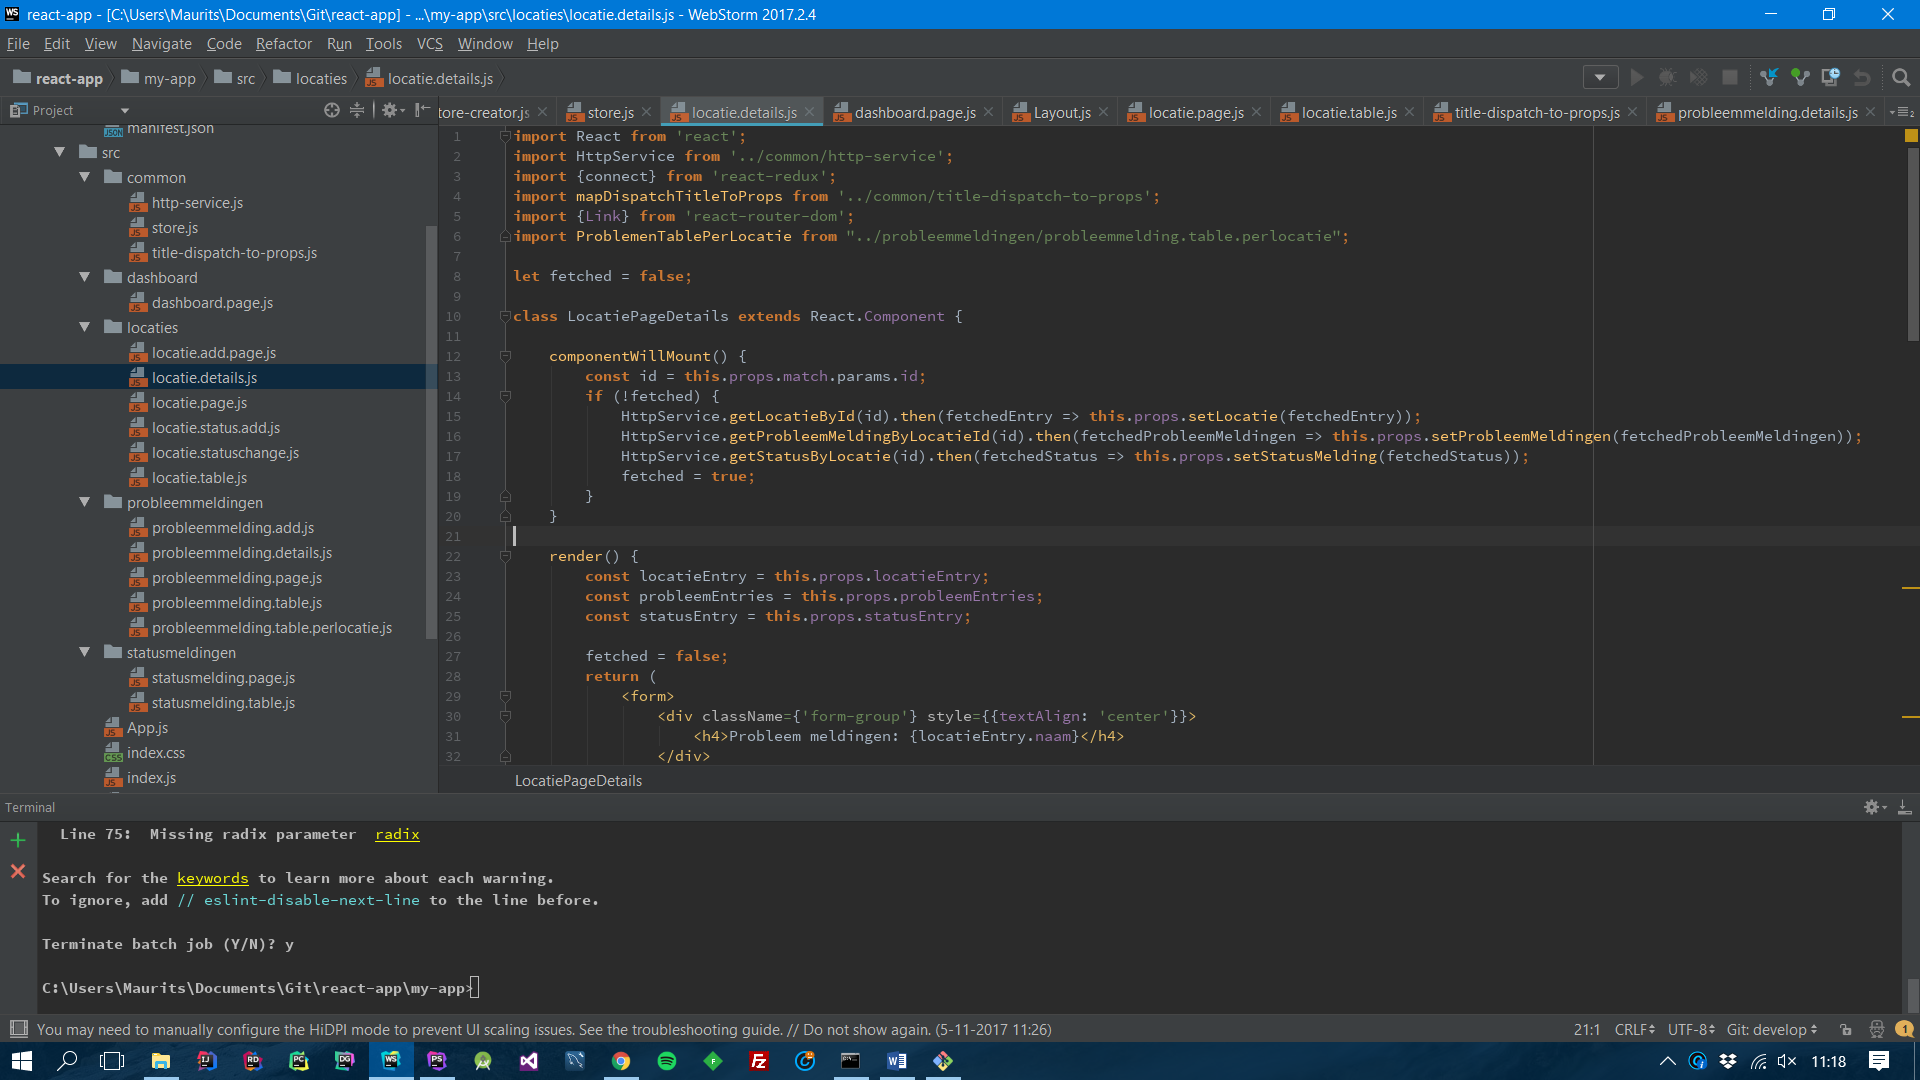 react-app - [C:\Users\Maurits\Documents\Git\react-app] - ...\my-app\src\locaties\locatie.details.js - WebStorm 2017.2.4
File Edit View Navigate Code Refactor Run Tools VCS Window Help
react-app my-app src locaties locatie.details.js
Project
tore-creator.js store.js locatie.details.js dashboard.page.js Layout.js locatie.page.js locatie.table.js title-dispatch-to-props.js probleemmelding.details.js
manifest.json
src
common
http-service.js
store.js
title-dispatch-to-props.js
dashboard
dashboard.page.js
locaties
locatie.add.page.js
locatie.details.js
locatie.page.js
locatie.status.add.js
locatie.statuschange.js
locatie.table.js
probleemmeldingen
probleemmelding.add.js
probleemmelding.details.js
probleemmelding.page.js
probleemmelding.table.js
probleemmelding.table.perlocatie.js
statusmeldingen
statusmelding.page.js
statusmelding.table.js
App.js
index.css
index.js
1 import React from 'react';
2 import HttpService from '../common/http-service';
3 import {connect} from 'react-redux';
4 import mapDispatchTitleToProps from '../common/title-dispatch-to-props';
5 import {Link} from 'react-router-dom';
6 import ProblemenTablePerLocatie from "../probleemmeldingen/probleemmelding.table.perlocatie";
7
8 let fetched = false;
9
10 class LocatiePageDetails extends React.Component {
11
12 componentWillMount() {
13 const id = this.props.match.params.id;
14 if (!fetched) {
15 HttpService.getLocatieById(id).then(fetchedEntry => this.props.setLocatie(fetchedEntry));
16 HttpService.getProbleemMeldingByLocatieId(id).then(fetchedProbleemMeldingen => this.props.setProbleemMeldingen(fetchedProbleemMeldingen));
17 HttpService.getStatusByLocatie(id).then(fetchedStatus => this.props.setStatusMelding(fetchedStatus));
18 fetched = true;
19 }
20 }
21
22 render() {
23 const locatieEntry = this.props.locatieEntry;
24 const probleemEntries = this.props.probleemEntries;
25 const statusEntry = this.props.statusEntry;
26
27 fetched = false;
28 return (
29 <form>
30 <div className={'form-group'} style={{textAlign: 'center'}}>
31 <h4>Probleem meldingen: {locatieEntry.naam}</h4>
32 </div>
LocatiePageDetails
Terminal
Line 75: Missing radix parameter radix
Search for the keywords to learn more about each warning.
To ignore, add // eslint-disable-next-line to the line before.
Terminate batch job (Y/N)? y
C:\Users\Maurits\Documents\Git\react-app\my-app>
You may need to manually configure the HiDPI mode to prevent UI scaling issues. See the troubleshooting guide. // Do not show again. (5-11-2017 11:26)
21:1 CRLF UTF-8 Git: develop 1
11:18